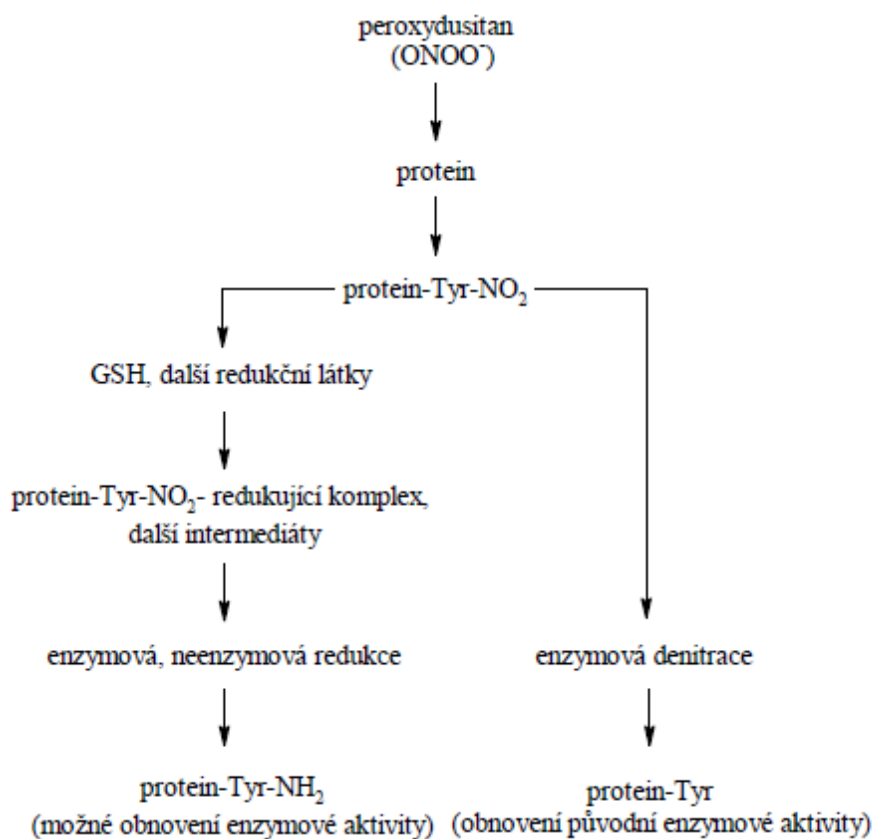 peroxydusitan
(ONOO⁻)
protein
protein-Tyr-NO₂
GSH, další redukční látky
protein-Tyr-NO₂- redukující komplex,
další intermediáty
enzymová, neenzymová redukce
enzymová denitrace
protein-Tyr-NH₂
(možné obnovení enzymové aktivity)
protein-Tyr
(obnovení původní enzymové aktivity)